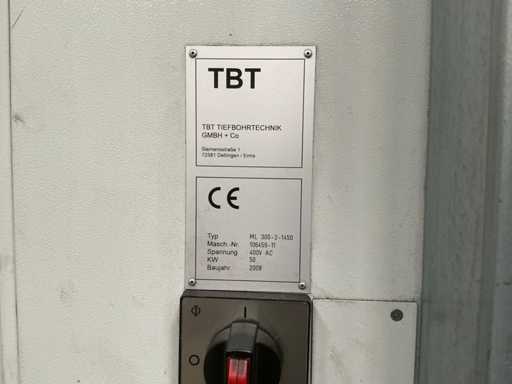 TBT
TBT TIEFBOHRTECHNIK
GMBH + Co
Siemensstraße 1
72581 Dettingen / Erms
CE
Typ ML 300-2-1450
Masch.-Nr. 106459-11
Spannung 400V AC
KW 50
Baujahr 2008
I
O